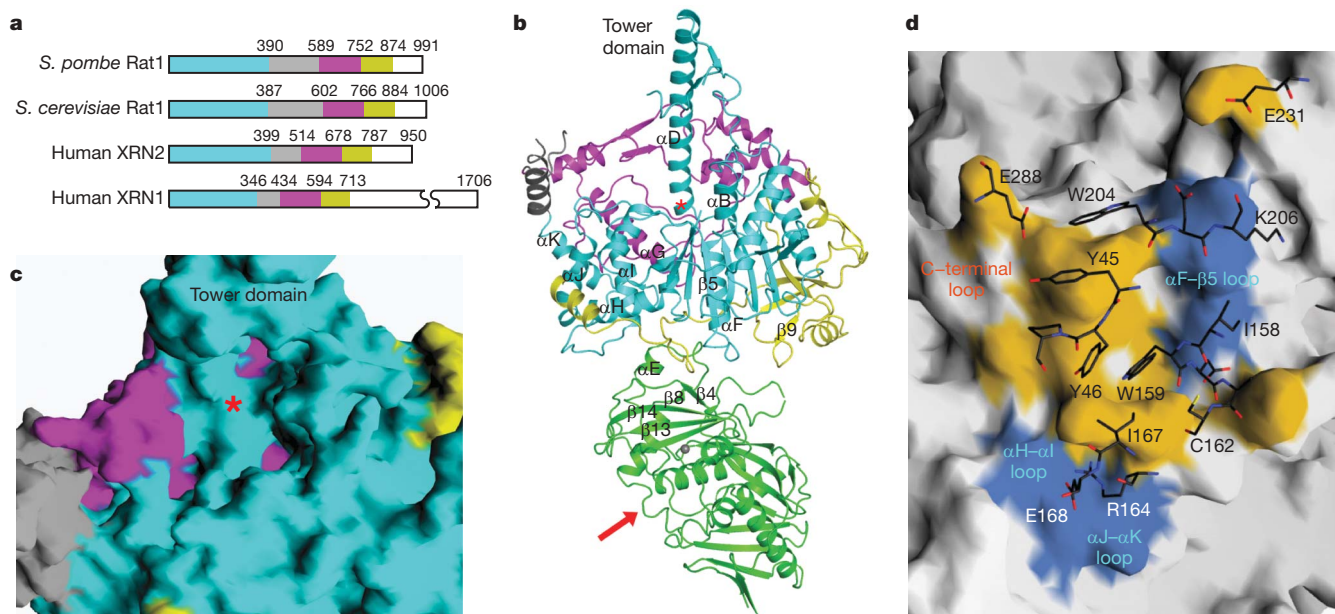 a
390 589 752 874 991
S. pombe Rat1
387 602 766 884 1006
S. cerevisiae Rat1
399 514 678 787 950
Human XRN2
346 434 594 713 1706
Human XRN1
b
Tower
domain
αD
*
αB
αK
αG
αJ
αI
β5
αH
αF
β9
αE
β8
β4
β14
β13
c
Tower domain
*
d
E231
E288
W204
K206
Y45
C–terminal
loop
αF–β5 loop
I158
Y46
W159
I167
C162
αH–αI
loop
E168
R164
αJ–αK
loop